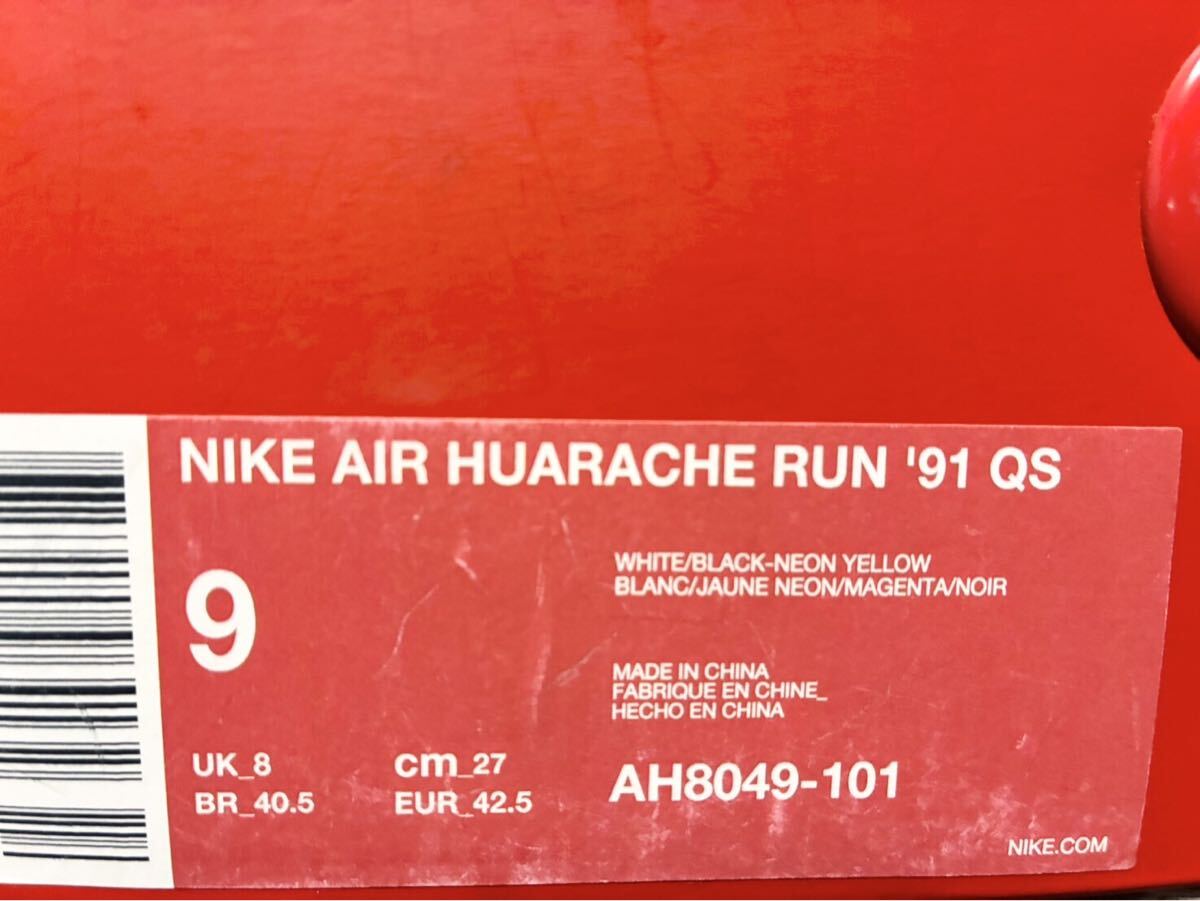 NIKE AIR HUARACHE RUN '91 QS
9
WHITE/BLACK-NEON YELLOW
BLANC/JAUNE NEON/MAGENTA/NOIR
MADE IN CHINA
FABRIQUE EN CHINE_
HECHO EN CHINA
UK_8 cm_27
BR_40.5 EUR_42.5
AH8049-101
NIKE.COM